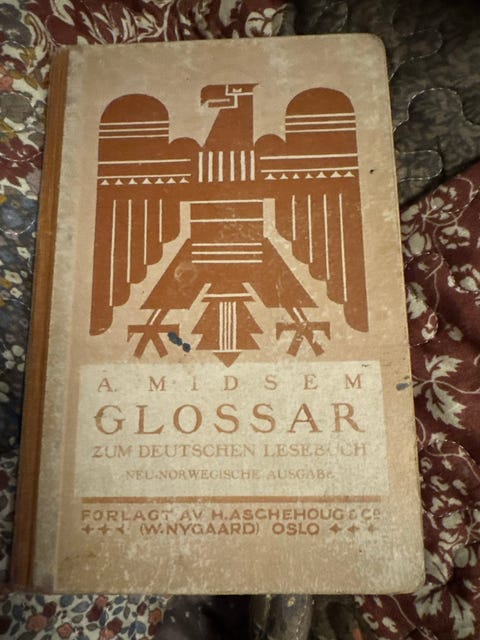 A. MIDSEM
GLOSSAR
ZUM DEUTSCHEN LESEBUCH
NEU-NORWEGISCHE AUSGABE
FORLAGT AV H. ASCHEHOUG & Co
(W. NYGAARD) OSLO